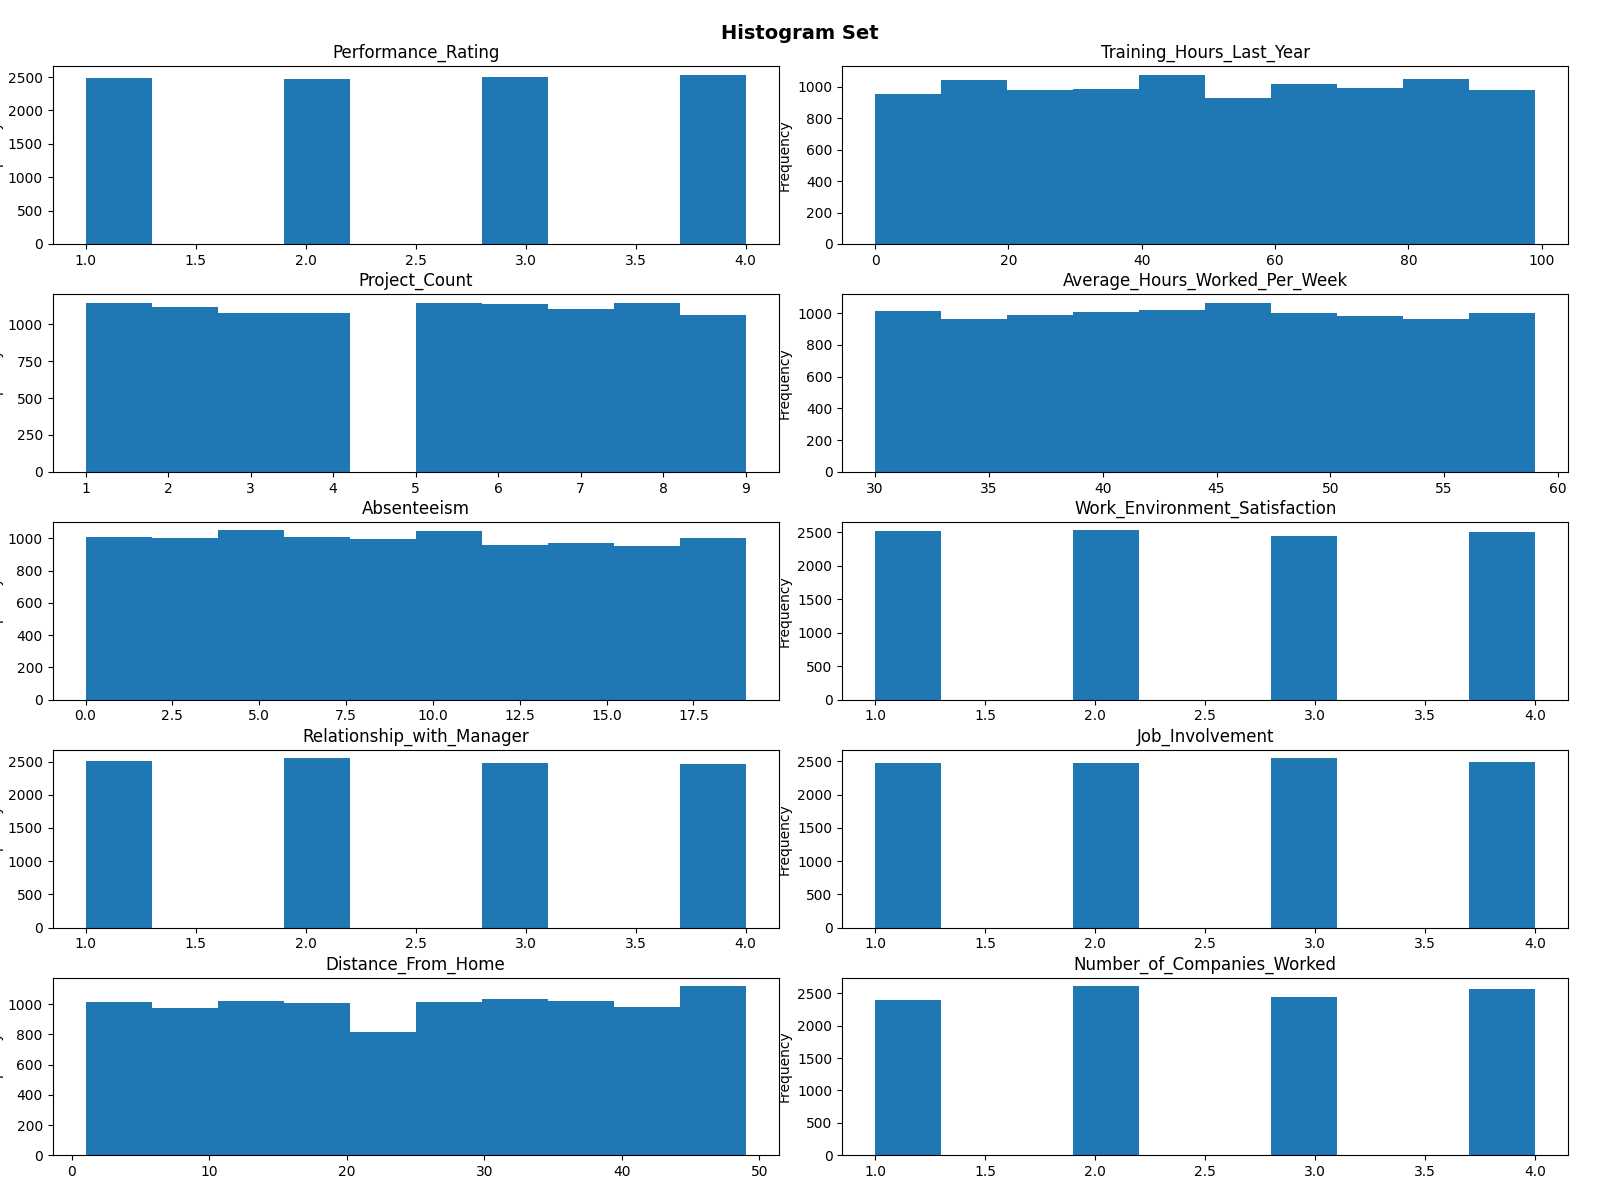 Histogram Set
Performance_Rating
2500
2000
1500
1000
500
0
1.0 1.5 2.0 2.5 3.0 3.5 4.0
Training_Hours_Last_Year
Frequency
1000
800
600
400
200
0
0 20 40 60 80 100
Project_Count
1000
750
500
250
0
1 2 3 4 5 6 7 8 9
Average_Hours_Worked_Per_Week
Frequency
1000
800
600
400
200
0
30 35 40 45 50 55 60
Absenteeism
1000
800
600
400
200
0
0.0 2.5 5.0 7.5 10.0 12.5 15.0 17.5
Work_Environment_Satisfaction
Frequency
2500
2000
1500
1000
500
0
1.0 1.5 2.0 2.5 3.0 3.5 4.0
Relationship_with_Manager
2500
2000
1500
1000
500
0
1.0 1.5 2.0 2.5 3.0 3.5 4.0
Job_Involvement
Frequency
2500
2000
1500
1000
500
0
1.0 1.5 2.0 2.5 3.0 3.5 4.0
Distance_From_Home
1000
800
600
400
200
0
0 10 20 30 40 50
Number_of_Companies_Worked
Frequency
2500
2000
1500
1000
500
0
1.0 1.5 2.0 2.5 3.0 3.5 4.0